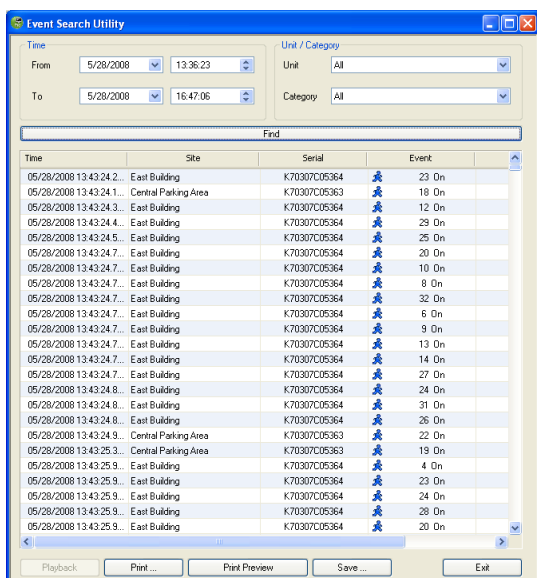 Event Search Utility
Time
Unit / Category
From 5/28/2008 13:36:23 Unit All
To 5/28/2008 16:47:06 Category All
Find
Time Site Serial Event
05/28/2008 13:43:24.2... East Building K70307C05364 23 On
05/28/2008 13:43:24.1... Central Parking Area K70307C05363 18 On
05/28/2008 13:43:24.3... East Building K70307C05364 12 On
05/28/2008 13:43:24.4... East Building K70307C05364 29 On
05/28/2008 13:43:24.5... East Building K70307C05364 25 On
05/28/2008 13:43:24.7... East Building K70307C05364 20 On
05/28/2008 13:43:24.7... East Building K70307C05364 10 On
05/28/2008 13:43:24.7... East Building K70307C05364 8 On
05/28/2008 13:43:24.7... East Building K70307C05364 32 On
05/28/2008 13:43:24.7... East Building K70307C05364 6 On
05/28/2008 13:43:24.7... East Building K70307C05364 9 On
05/28/2008 13:43:24.7... East Building K70307C05364 13 On
05/28/2008 13:43:24.7... East Building K70307C05364 14 On
05/28/2008 13:43:24.7... East Building K70307C05364 27 On
05/28/2008 13:43:24.8... East Building K70307C05364 24 On
05/28/2008 13:43:24.8... East Building K70307C05364 31 On
05/28/2008 13:43:24.8... East Building K70307C05364 26 On
05/28/2008 13:43:24.9... Central Parking Area K70307C05363 22 On
05/28/2008 13:43:25.3... Central Parking Area K70307C05363 19 On
05/28/2008 13:43:25.9... East Building K70307C05364 4 On
05/28/2008 13:43:25.9... East Building K70307C05364 23 On
05/28/2008 13:43:25.9... East Building K70307C05364 24 On
05/28/2008 13:43:25.9... East Building K70307C05364 28 On
05/28/2008 13:43:25.9... East Building K70307C05364 20 On
Playback Print ... Print Preview Save ... Exit